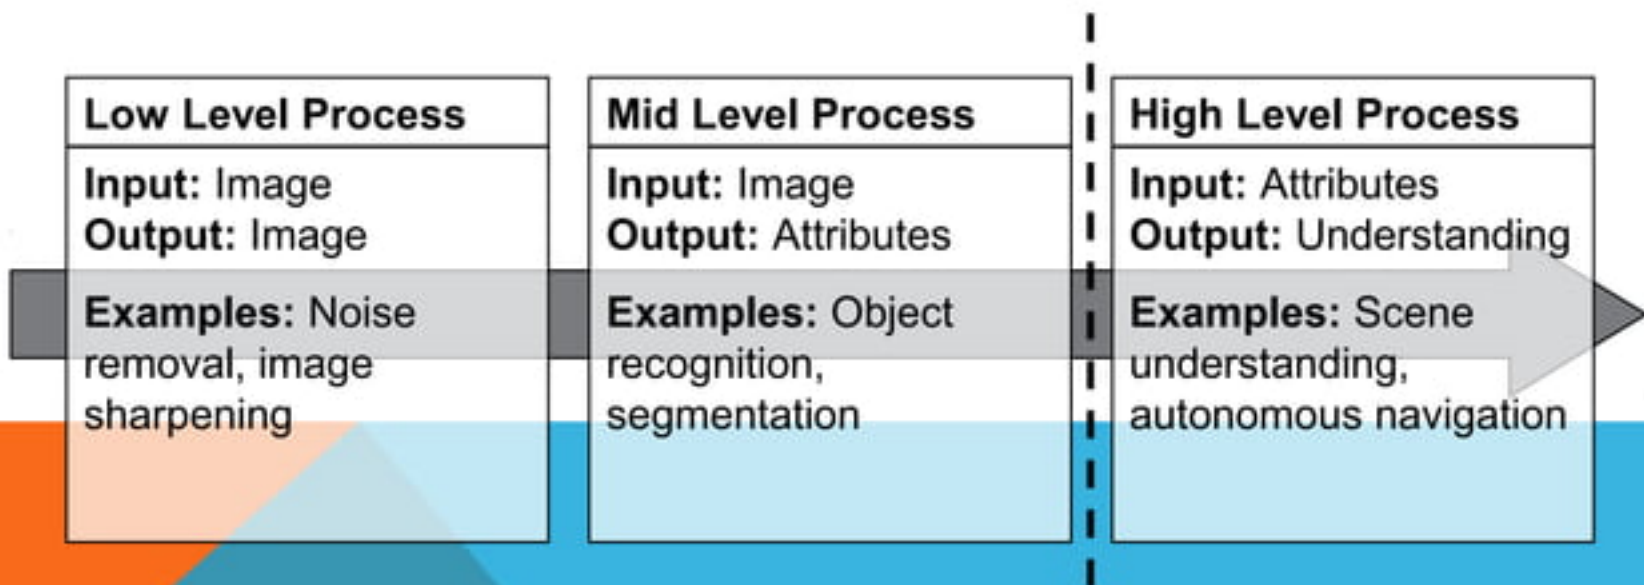 Low Level Process
Input: Image
Output: Image
Examples: Noise
removal, image
sharpening
Mid Level Process
Input: Image
Output: Attributes
Examples: Object
recognition,
segmentation
High Level Process
Input: Attributes
Output: Understanding
Examples: Scene
understanding,
autonomous navigation